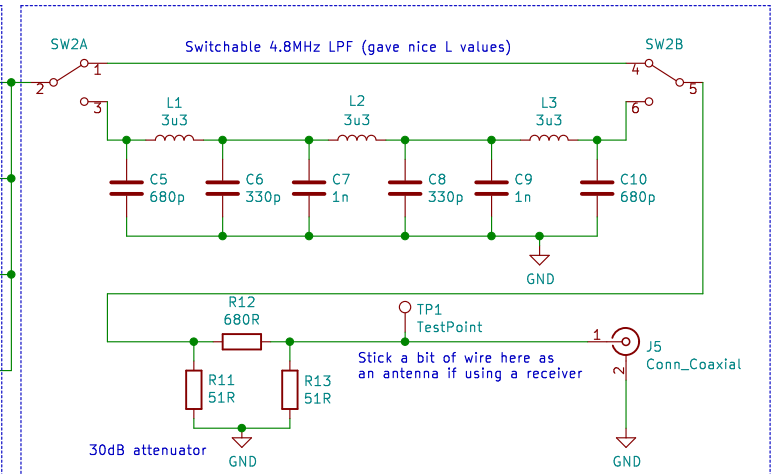 SW2A
Switchable 4.8MHz LPF (gave nice L values)
SW2B
1
4
2
5
3
6
L1
3u3
L2
3u3
L3
3u3
C5
680p
C6
330p
C7
1n
C8
330p
C9
1n
C10
680p
GND
R12
680R
TP1
TestPoint
1
J5
Conn_Coaxial
2
Stick a bit of wire here as
an antenna if using a receiver
R11
51R
R13
51R
30dB attenuator
GND
GND